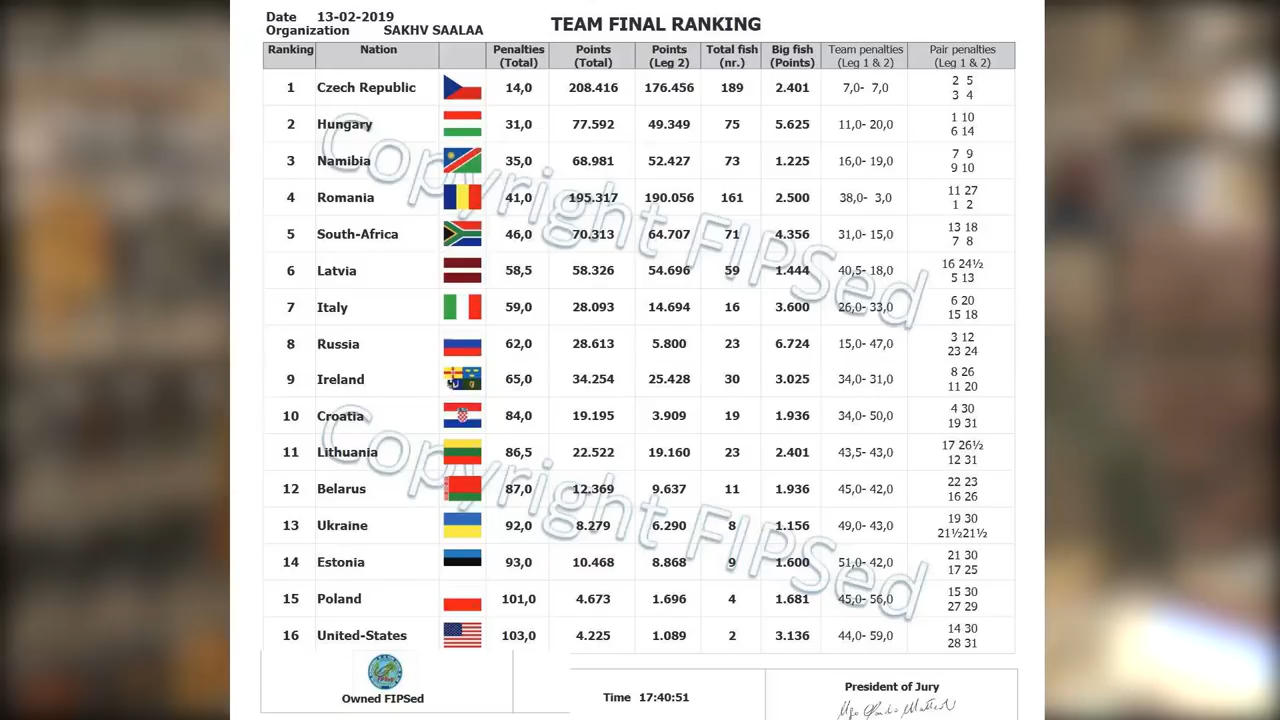 Date 13-02-2019
Organization SAKHV SAALAA
TEAM FINAL RANKING
Ranking Nation Penalties (Total) Points (Total) Points (Leg 2) Total fish (nr.) Big fish (Points) Team penalties (Leg 1 & 2) Pair penalties (Leg 1 & 2)
1 Czech Republic 14,0 208.416 176.456 189 2.401 7,0- 7,0 2 5
3 4
2 Hungary 31,0 77.592 49.349 75 5.625 11,0- 20,0 1 10
6 14
3 Namibia 35,0 68.981 52.427 73 1.225 16,0- 19,0 7 9
9 10
4 Romania 41,0 195.317 190.056 161 2.500 38,0- 3,0 11 27
1 2
5 South-Africa 46,0 70.313 64.707 71 4.356 31,0- 15,0 13 18
7 8
6 Latvia 58,5 58.326 54.696 59 1.444 40,5- 18,0 16 24½
5 13
7 Italy 59,0 28.093 14.694 16 3.600 26,0- 33,0 6 20
15 18
8 Russia 62,0 28.613 5.800 23 6.724 15,0- 47,0 3 12
23 24
9 Ireland 65,0 34.254 25.428 30 3.025 34,0- 31,0 8 26
11 20
10 Croatia 84,0 19.195 3.909 19 1.936 34,0- 50,0 4 30
19 31
11 Lithuania 86,5 22.522 19.160 23 2.401 43,5- 43,0 17 26½
12 31
12 Belarus 87,0 12.369 9.637 11 1.936 45,0- 42,0 22 23
16 26
13 Ukraine 92,0 8.279 6.290 8 1.156 49,0- 43,0 19 30
21½21½
14 Estonia 93,0 10.468 8.868 9 1.600 51,0- 42,0 21 30
17 25
15 Poland 101,0 4.673 1.696 4 1.681 45,0- 56,0 15 30
27 29
16 United-States 103,0 4.225 1.089 2 3.136 44,0- 59,0 14 30
28 31
Copyright FIPSed
Copyright FIPSed
Owned FIPSed
Time 17:40:51
President of Jury